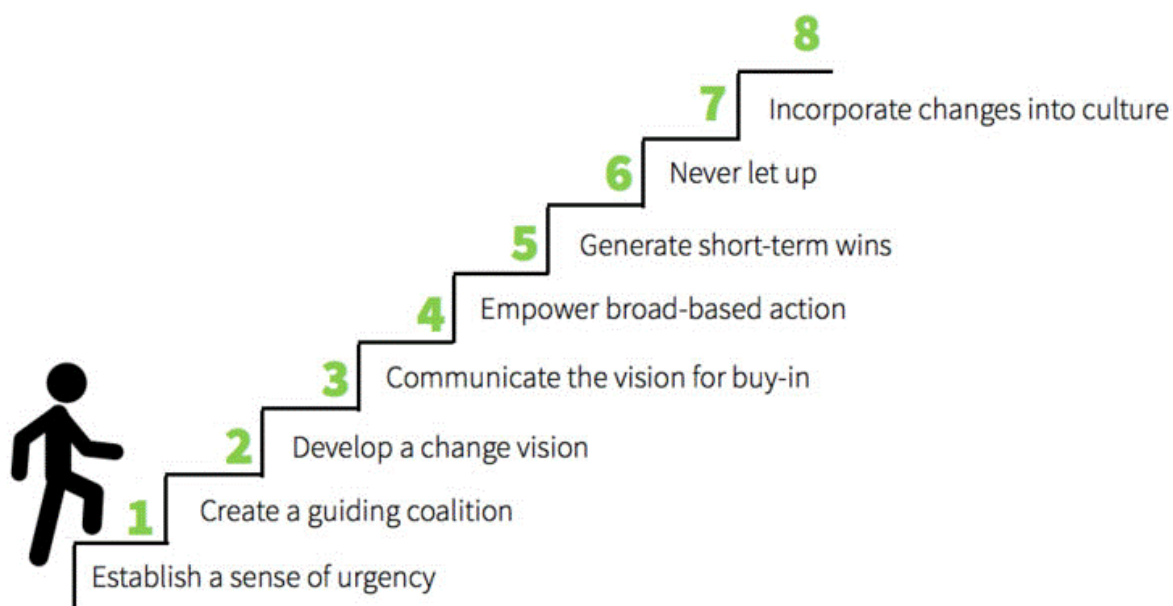 8
7
Incorporate changes into culture
6
Never let up
5
Generate short-term wins
4
Empower broad-based action
3
Communicate the vision for buy-in
2
Develop a change vision
1
Create a guiding coalition
Establish a sense of urgency